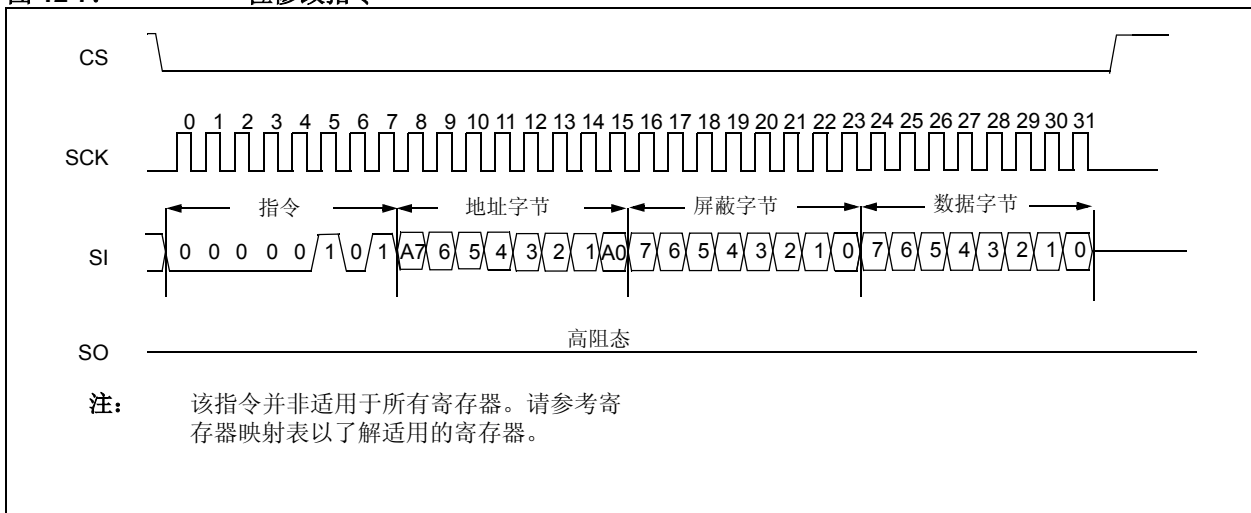 CS
0 1 2 3 4 5 6 7 8 9 10 11 12 13 14 15 16 17 18 19 20 21 22 23 24 25 26 27 28 29 30 31
SCK
指令 地址字节 屏蔽字节 数据字节
SI 0 0 0 0 0 1 0 1 A7 6 5 4 3 2 1 A0 7 6 5 4 3 2 1 0 7 6 5 4 3 2 1 0
高阻态
SO
注: 该指令并非适用于所有寄存器。请参考寄
存器映射表以了解适用的寄存器。